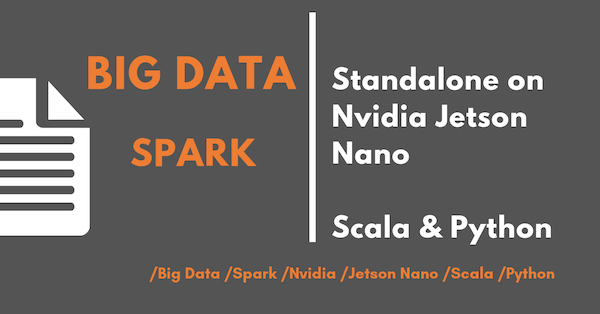 BIG DATA
SPARK
Standalone on
Nvidia Jetson
Nano
Scala & Python
/Big Data /Spark /Nvidia /Jetson Nano /Scala /Python